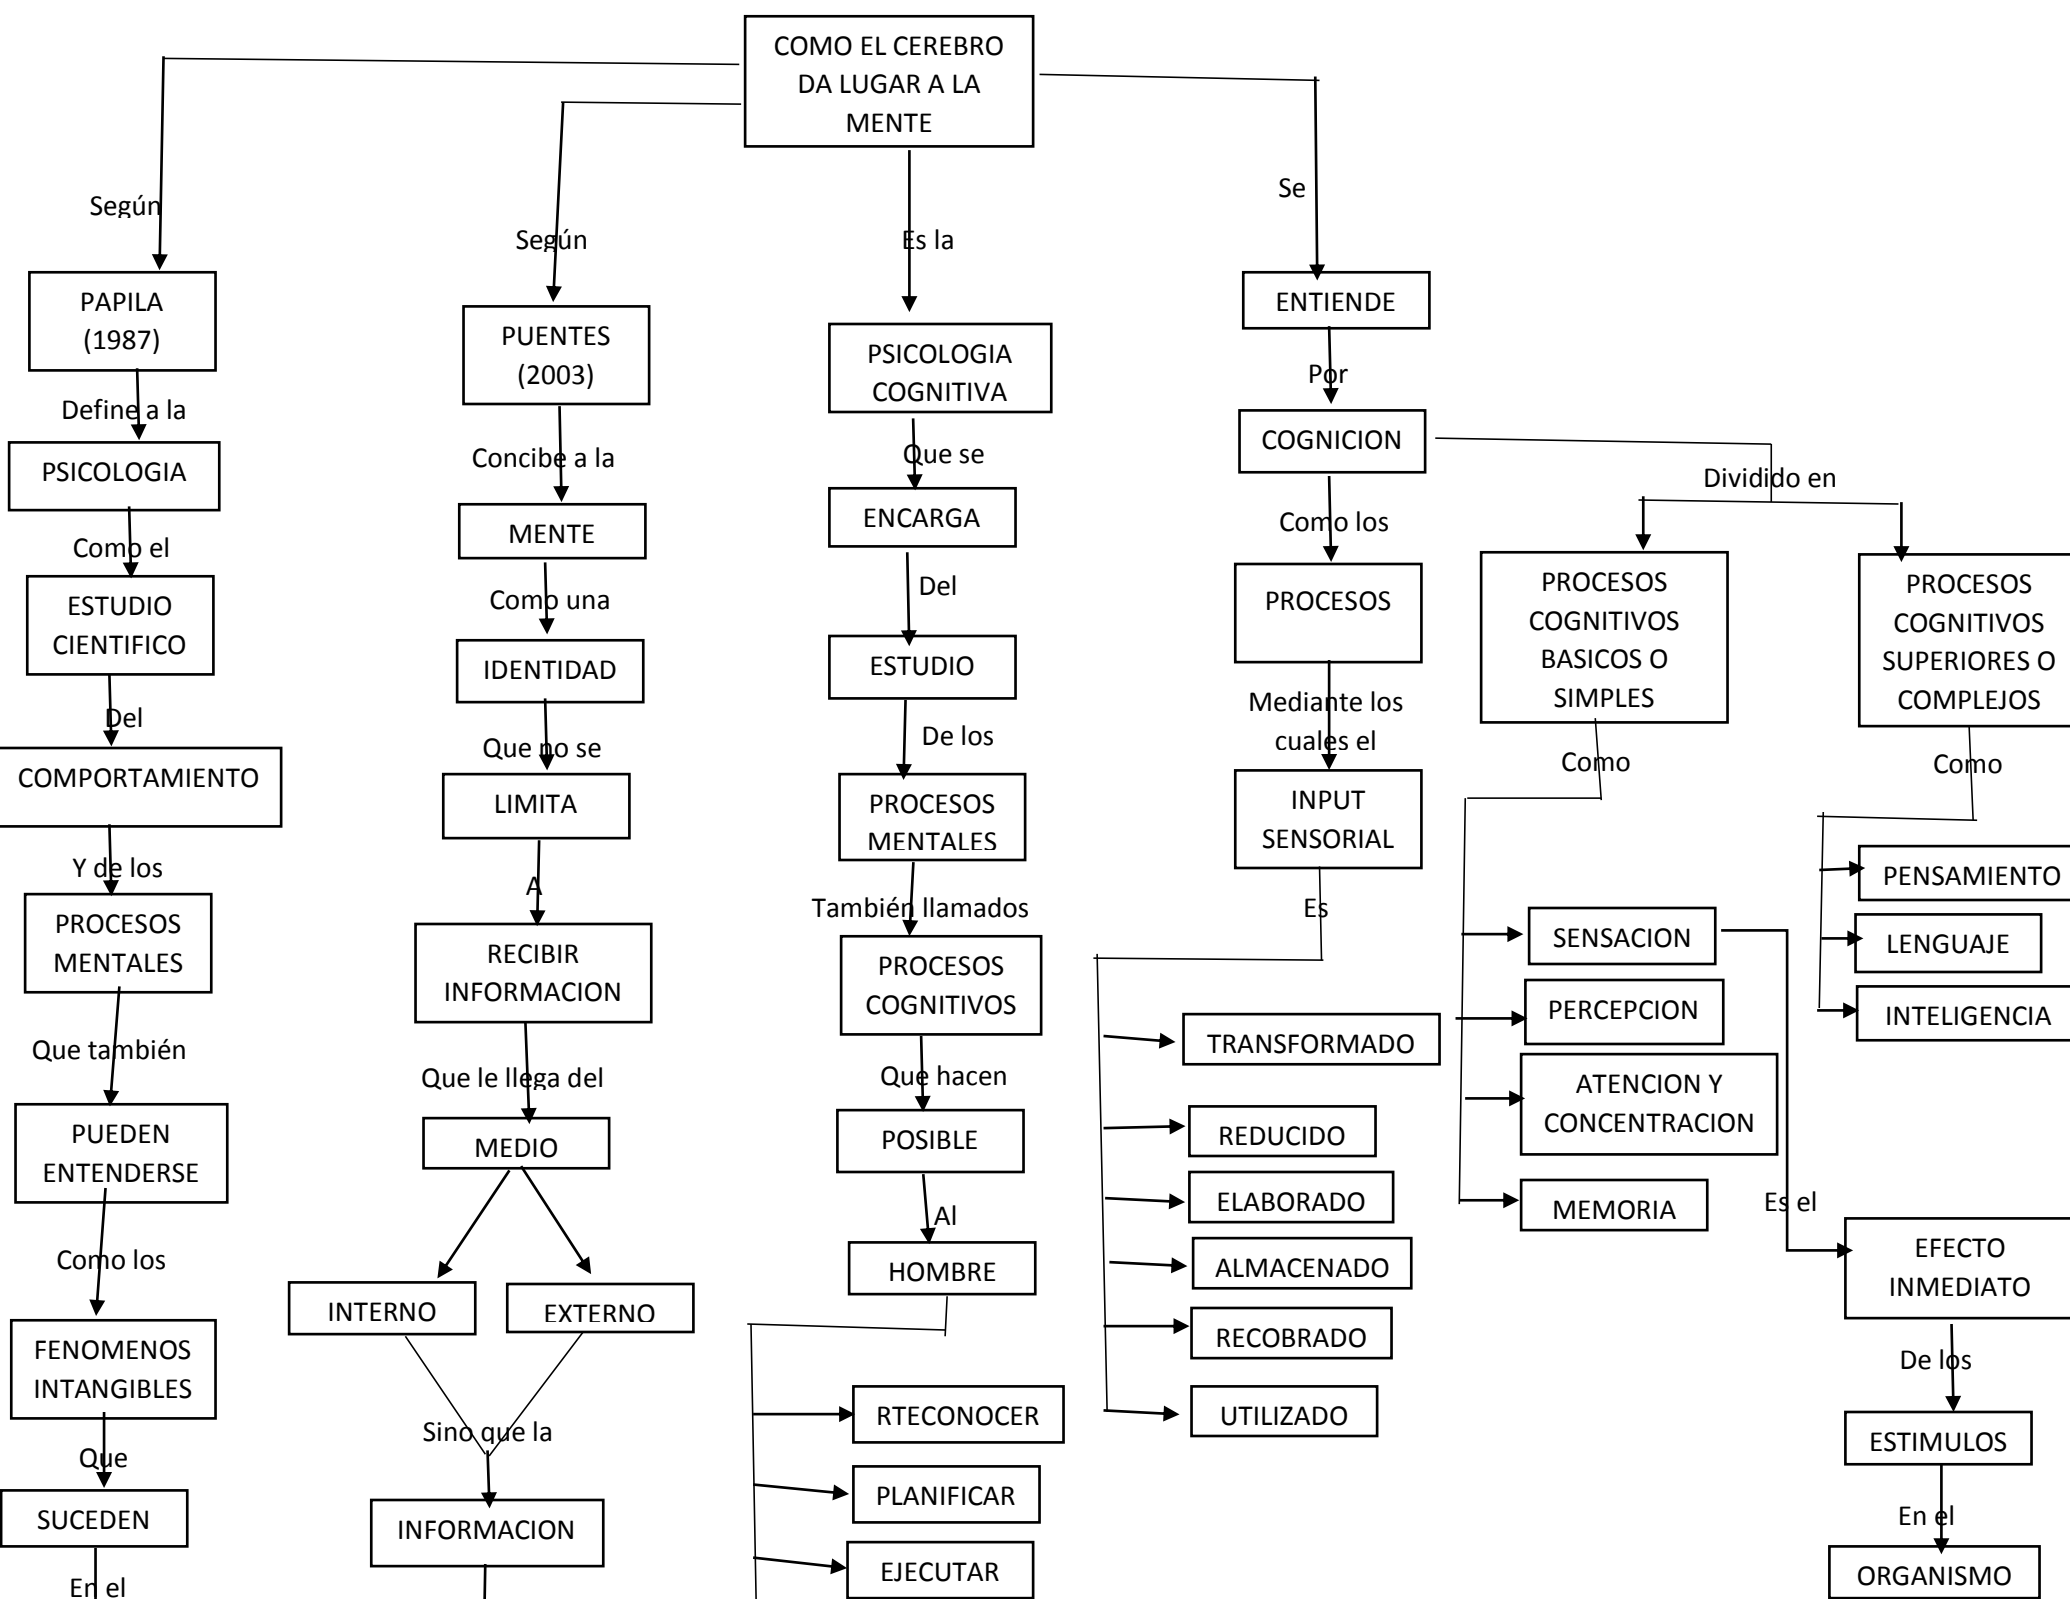 COMO EL CEREBRO
DA LUGAR A LA
MENTE
Según
PAPILA
(1987)
Define a la
PSICOLOGIA
Como el
ESTUDIO
CIENTIFICO
Del
COMPORTAMIENTO
Y de los
PROCESOS
MENTALES
Que también
PUEDEN
ENTENDERSE
Como los
FENOMENOS
INTANGIBLES
Que
SUCEDEN
En el
Según
PUENTES
(2003)
Concibe a la
MENTE
Como una
IDENTIDAD
Que no se
LIMITA
A
RECIBIR
INFORMACION
Que le llega del
MEDIO
INTERNO
EXTERNO
Sino que la
INFORMACION
Es la
PSICOLOGIA
COGNITIVA
Que se
ENCARGA
Del
ESTUDIO
De los
PROCESOS
MENTALES
También llamados
PROCESOS
COGNITIVOS
Que hacen
POSIBLE
Al
HOMBRE
RTECONOCER
PLANIFICAR
EJECUTAR
Se
ENTIENDE
Por
COGNICION
Como los
PROCESOS
Mediante los
cuales el
INPUT
SENSORIAL
Es
TRANSFORMADO
REDUCIDO
ELABORADO
ALMACENADO
RECOBRADO
UTILIZADO
Dividido en
PROCESOS
COGNITIVOS
BASICOS O
SIMPLES
Como
SENSACION
PERCEPCION
ATENCION Y
CONCENTRACION
MEMORIA
PROCESOS
COGNITIVOS
SUPERIORES O
COMPLEJOS
Como
PENSAMIENTO
LENGUAJE
INTELIGENCIA
Es el
EFECTO
INMEDIATO
De los
ESTIMULOS
En el
ORGANISMO